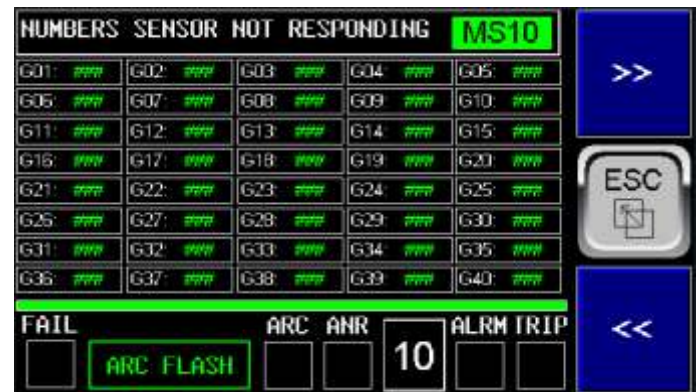 NUMBERS SENSOR NOT RESPONDING MS10
G01: ### G02: ### G03: ### G04: ### G05: ###
G06: ### G07: ### G08: ### G09: ### G10: ###
G11: ### G12: ### G13: ### G14: ### G15: ###
G16: ### G17: ### G18: ### G19: ### G20: ###
G21: ### G22: ### G23: ### G24: ### G25: ###
G26: ### G27: ### G28: ### G29: ### G30: ###
G31: ### G32: ### G33: ### G34: ### G35: ###
G36: ### G37: ### G38: ### G39: ### G40: ###
FAIL ARC ANR ALRM TRIP
ARC FLASH 10
>>
ESC
<<